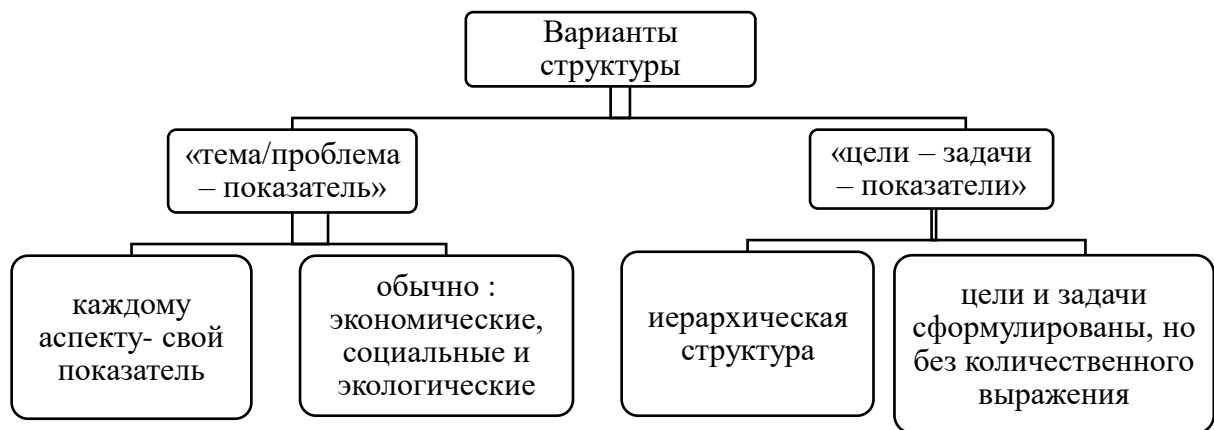 Варианты
структуры
«тема/проблема
– показатель»
«цели – задачи
– показатели»
каждому
аспекту- свой
показатель
обычно :
экономические,
социальные и
экологические
иерархическая
структура
цели и задачи
сформулированы, но
без количественного
выражения